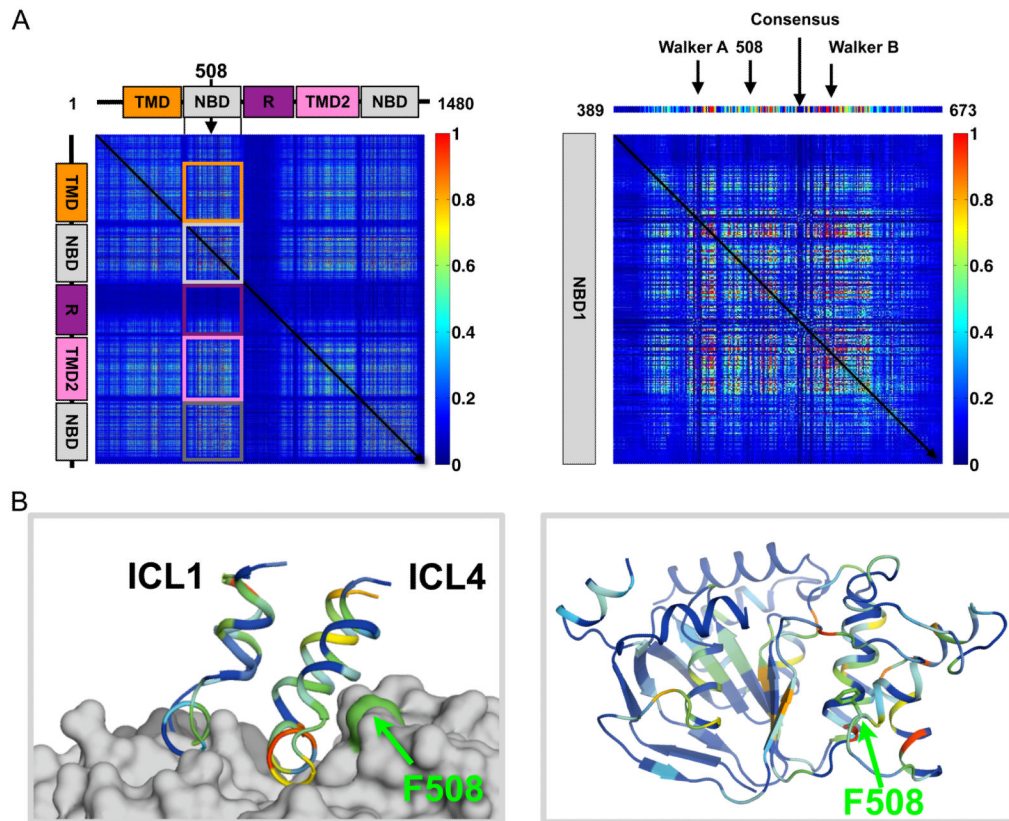 A
508
1 TMD NBD R TMD2 NBD 1480
TMD
NBD
R
TMD2
NBD
1
0.8
0.6
0.4
0.2
0
Consensus
Walker A 508 Walker B
389 673
NBD1
1
0.8
0.6
0.4
0.2
0
B
ICL1 ICL4
F508
F508